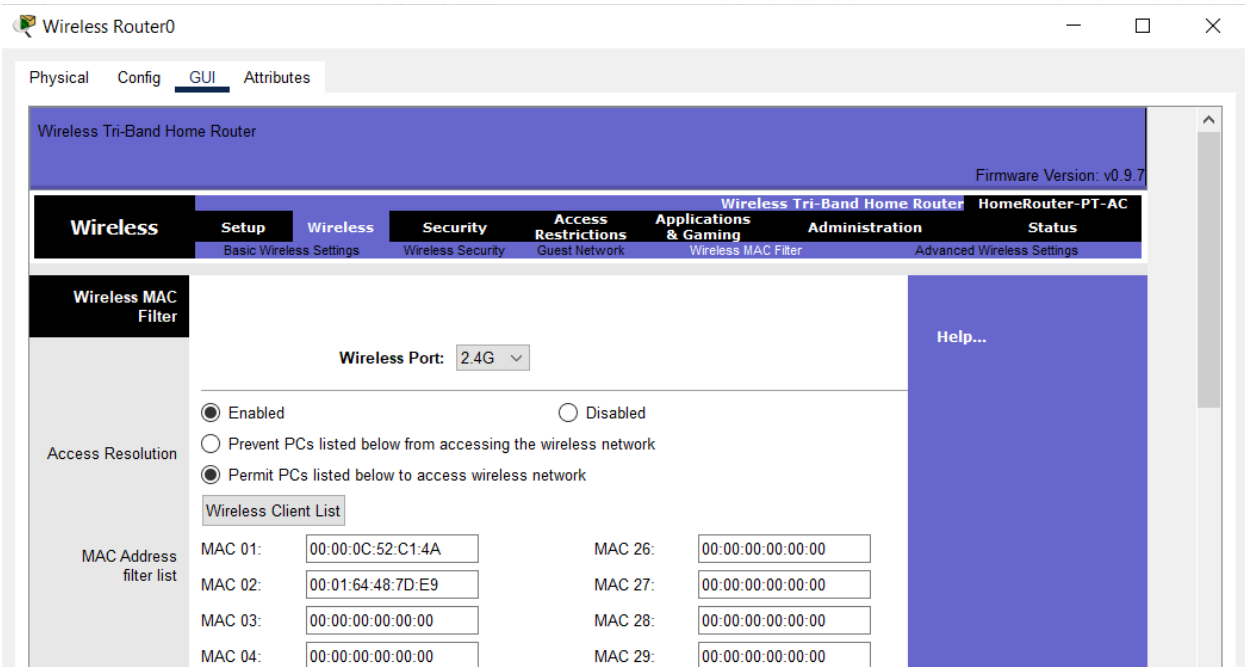 Wireless Router0
Physical Config GUI Attributes
Wireless Tri-Band Home Router
Firmware Version: v0.9.7
Wireless Tri-Band Home Router HomeRouter-PT-AC
Wireless Setup Wireless Security Access Restrictions Applications & Gaming Administration Status
Basic Wireless Settings Wireless Security Guest Network Wireless MAC Filter Advanced Wireless Settings
Wireless MAC
Filter
Help...
Wireless Port: 2.4G
Enabled Disabled
Prevent PCs listed below from accessing the wireless network
Access Resolution
Permit PCs listed below to access wireless network
Wireless Client List
MAC Address
filter list
MAC 01: 00:00:0C:52:C1:4A MAC 26: 00:00:00:00:00:00
MAC 02: 00:01:64:48:7D:E9 MAC 27: 00:00:00:00:00:00
MAC 03: 00:00:00:00:00:00 MAC 28: 00:00:00:00:00:00
MAC 04: 00:00:00:00:00:00 MAC 29: 00:00:00:00:00:00